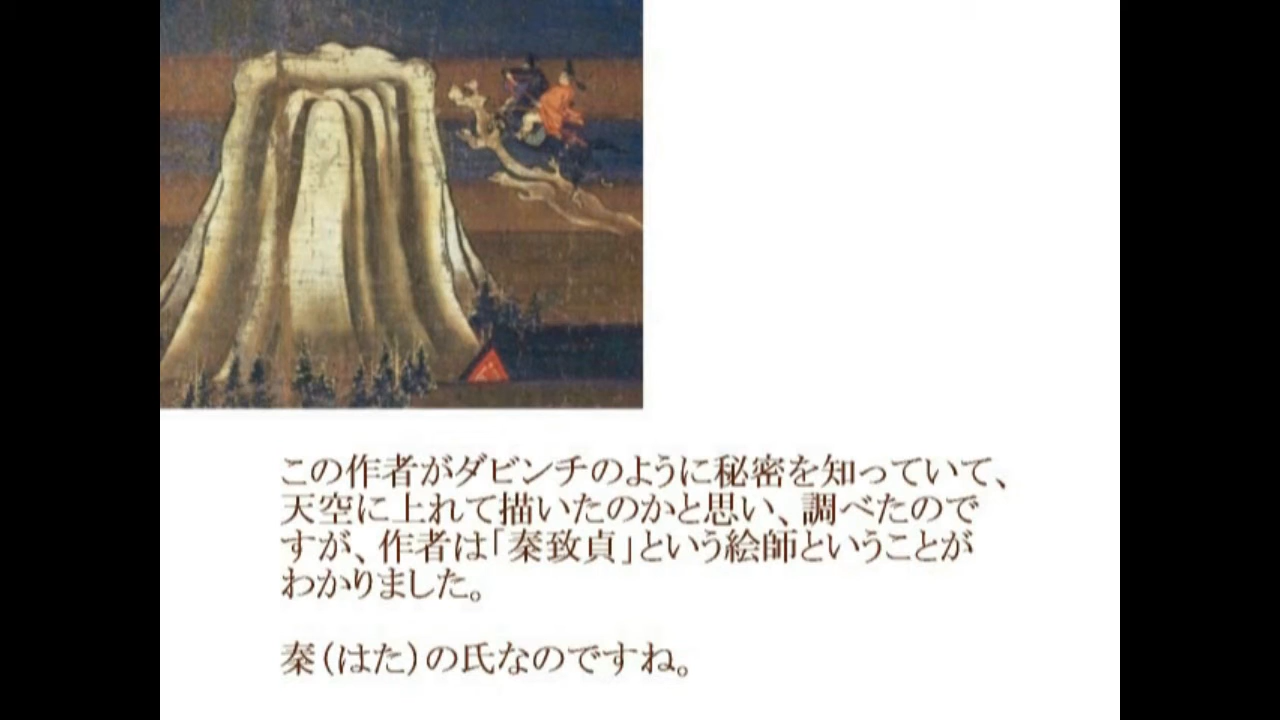 この作者がダビンチのように秘密を知っていて、
天空に上れて描いたのかと思い、調べたので
すが、作者は「秦致貞」という絵師ということが
わかりました。
秦（はた）の氏なのですね。